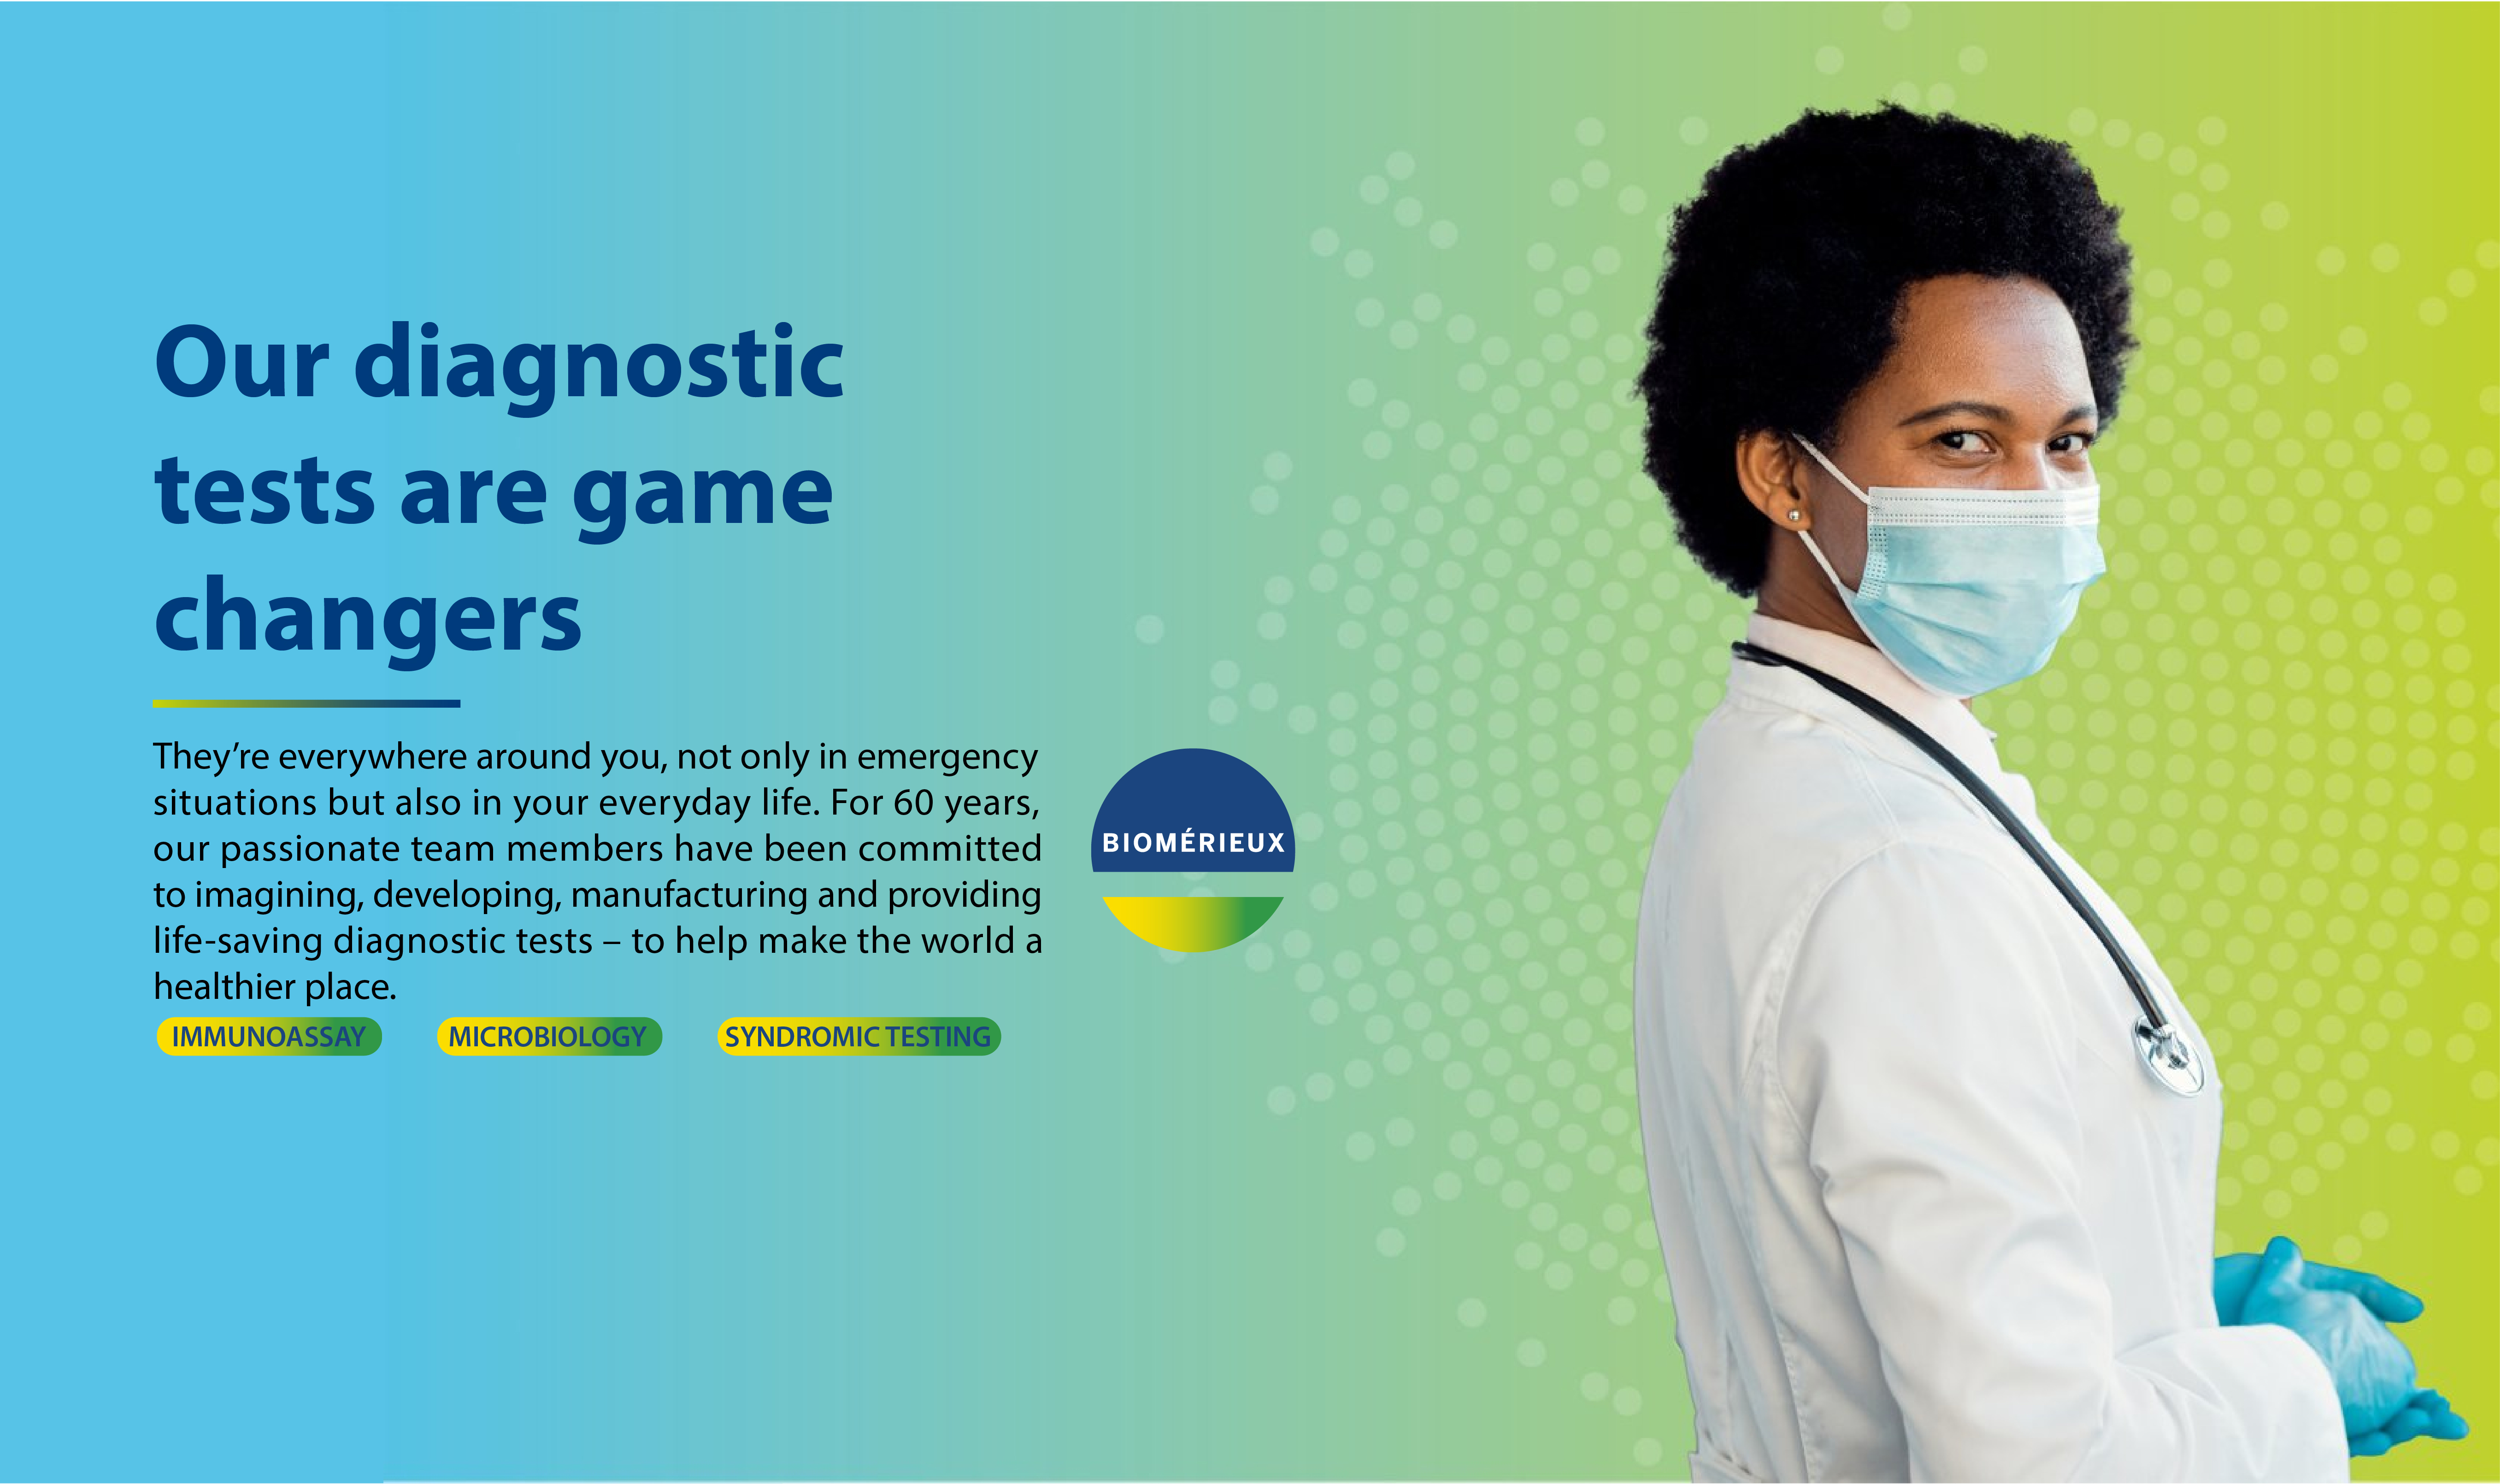 Our diagnostic
tests are game
changers
They’re everywhere around you, not only in emergency
situations but also in your everyday life. For 60 years,
our passionate team members have been committed
to imagining, developing, manufacturing and providing
life-saving diagnostic tests – to help make the world a
healthier place.
BIOMÉRIEUX
IMMUNOASSAY MICROBIOLOGY SYNDROMIC TESTING